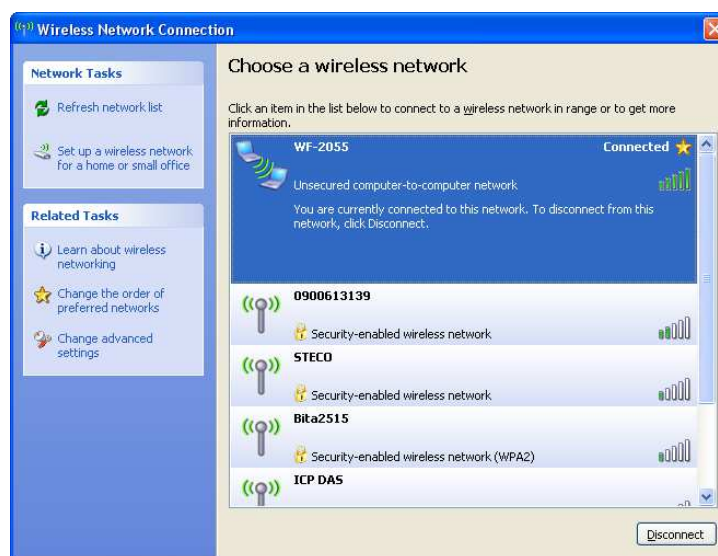 Wireless Network Connection
Network Tasks
Refresh network list
Set up a wireless network
for a home or small office
Related Tasks
Learn about wireless
networking
Change the order of
preferred networks
Change advanced
settings
Choose a wireless network
Click an item in the list below to connect to a wireless network in range or to get more
information.
WF-2055
Connected
Unsecured computer-to-computer network
You are currently connected to this network. To disconnect from this
network, click Disconnect.
0900613139
Security-enabled wireless network
STECO
Security-enabled wireless network
Bita2515
Security-enabled wireless network (WPA2)
ICP DAS
Disconnect